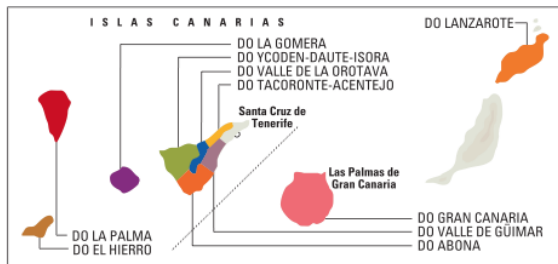 ISLAS CANARIAS
DO LANZAROTE
DO LA GOMERA
DO YCODEN-DAUTE-ISORA
DO VALLE DE LA OROTAVA
DO TACORONTE-ACENTEJO
Santa Cruz de
Tenerife
Las Palmas de
Gran Canaria
DO GRAN CANARIA
DO VALLE DE GÜIMAR
DO ABONA
DO LA PALMA
DO EL HIERRO